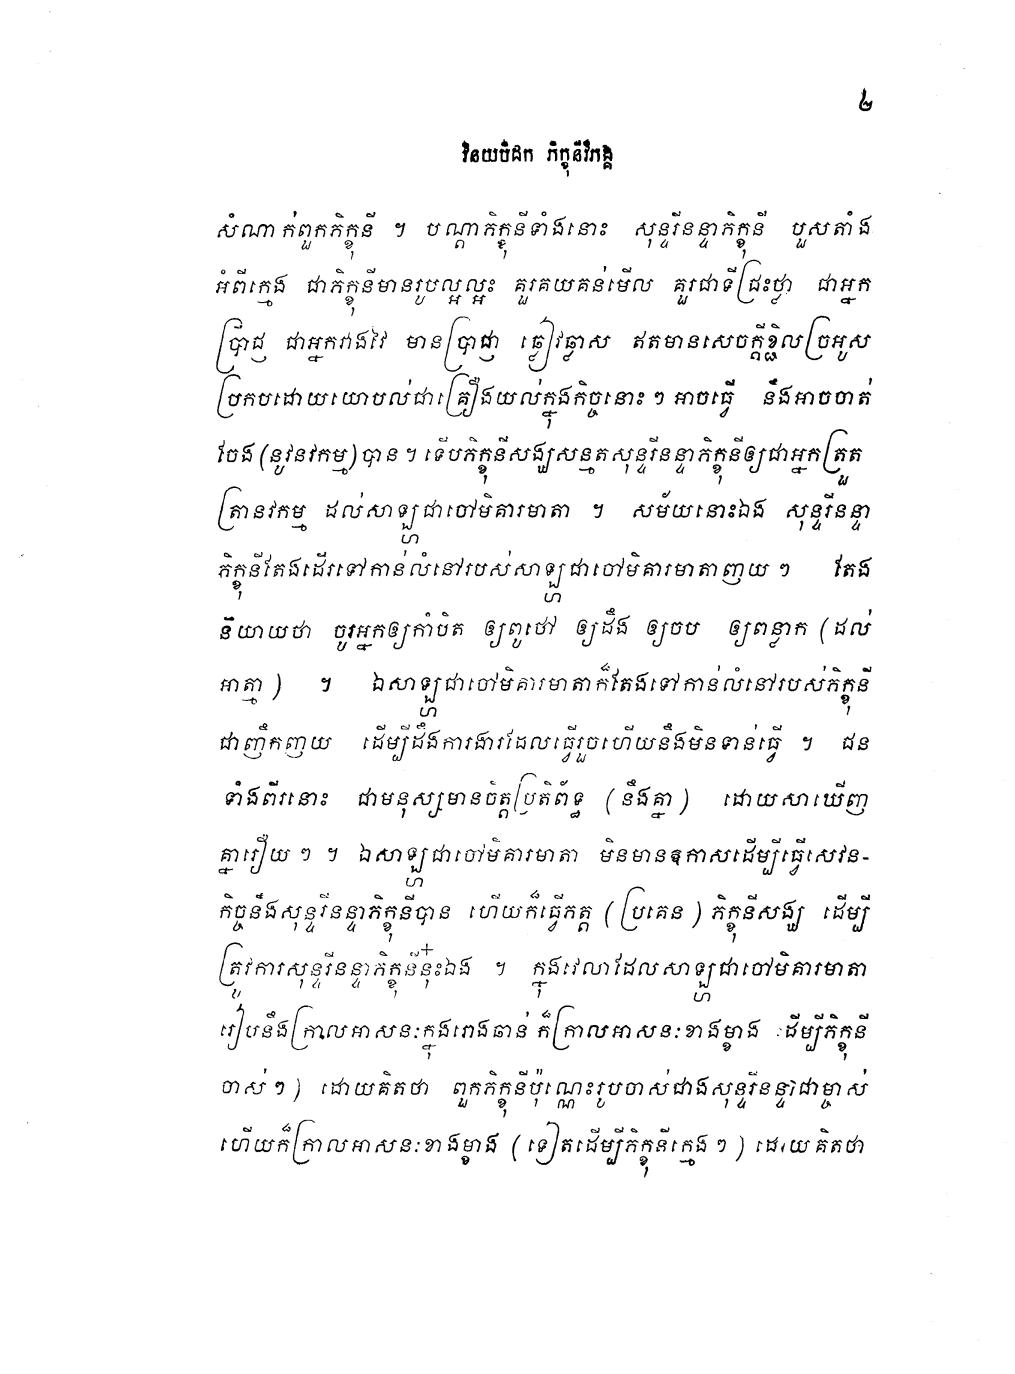 ៤
វិនយបិដក ភិក្ខុនីវិភង្គ
សំណាក់ពួកភិក្ខុនី ។ បណ្តាភិក្ខុនីទាំងនោះ សុន្ទរីនន្ទាភិក្ខុនី បួសតាំង
អំពីក្មេង ជាភិក្ខុនីមានរូបល្អល្អះ គួរគយគន់មើល គួរជាទីជ្រះថ្លា ជាអ្នក
ប្រាជ្ញ ជាអ្នកវាងវៃ មានប្រាជ្ញា ឆ្លៀវឆ្លាស ឥតមានសេចក្តីខ្ជិលច្រអូស
ប្រកបដោយយោបល់ជាគ្រឿងយល់ក្នុងកិច្ចនោះ ៗ អាចធ្វើ នឹងអាចចាត់
ចែង (នូវនវកម្ម) បាន ។ ទើបភិក្ខុនីសង្ឃសន្មតសុន្ទរីនន្ទាភិក្ខុនីឲ្យជាអ្នកត្រួត
ត្រានវកម្ម ដល់សាឡ្ហជាចៅមិគារមាតា ។ សម័យនោះឯង សុន្ទរីនន្ទា
ភិក្ខុនីតែងដើរទៅកាន់លំនៅរបស់សាឡ្ហជាចៅមិគារមាតាញយ ៗ តែង
និយាយថា ចូរអ្នកឲ្យកាំបិត ឲ្យពូថៅ ឲ្យដឹង ឲ្យចប ឲ្យពន្លាក (ដល់
អាត្មា) ។ ឯសាឡ្ហជាចៅមិគារមាតាក៏តែងទៅកាន់លំនៅរបស់ភិក្ខុនី
ជាញឹកញយ ដើម្បីដឹងការងារដែលធ្វើរួចហើយនឹងមិនទាន់ធ្វើ ។ ជន
ទាំងពីរនោះ ជាមនុស្សមានចិត្តប្រតិព័ទ្ធ (នឹងគ្នា) ដោយសារឃើញ
គ្នារឿយ ៗ ។ ឯសាឡ្ហជាចៅមិគារមាតា មិនមានឧកាសដើម្បីធ្វើសេវន-
កិច្ចនឹងសុន្ទរីនន្ទាភិក្ខុនីបាន ហើយក៏ធ្វើភត្ត (ប្រគេន) ភិក្ខុនីសង្ឃ ដើម្បី
ត្រូវការសុន្ទរីនន្ទាភិក្ខុនីនុ៎ះឯង ។ ក្នុងវេលាដែលសាឡ្ហជាចៅមិគារមាតា
រៀបនឹងក្រាលអាសនៈក្នុងរោងឆាន់ ក៏ក្រាលអាសនៈខាងម្ខាង ដើម្បីភិក្ខុនី
ចាស់ ៗ) ដោយគិតថា ពួកភិក្ខុនីប៉ុណ្ណេះរូបចាស់ជាងសុន្ទរីនន្ទាជាម្ចាស់
ហើយក៏ក្រាលអាសនៈខាងម្ខាង (ទៀតដើម្បីភិក្ខុនីក្មេង ៗ) ដោយគិតថា